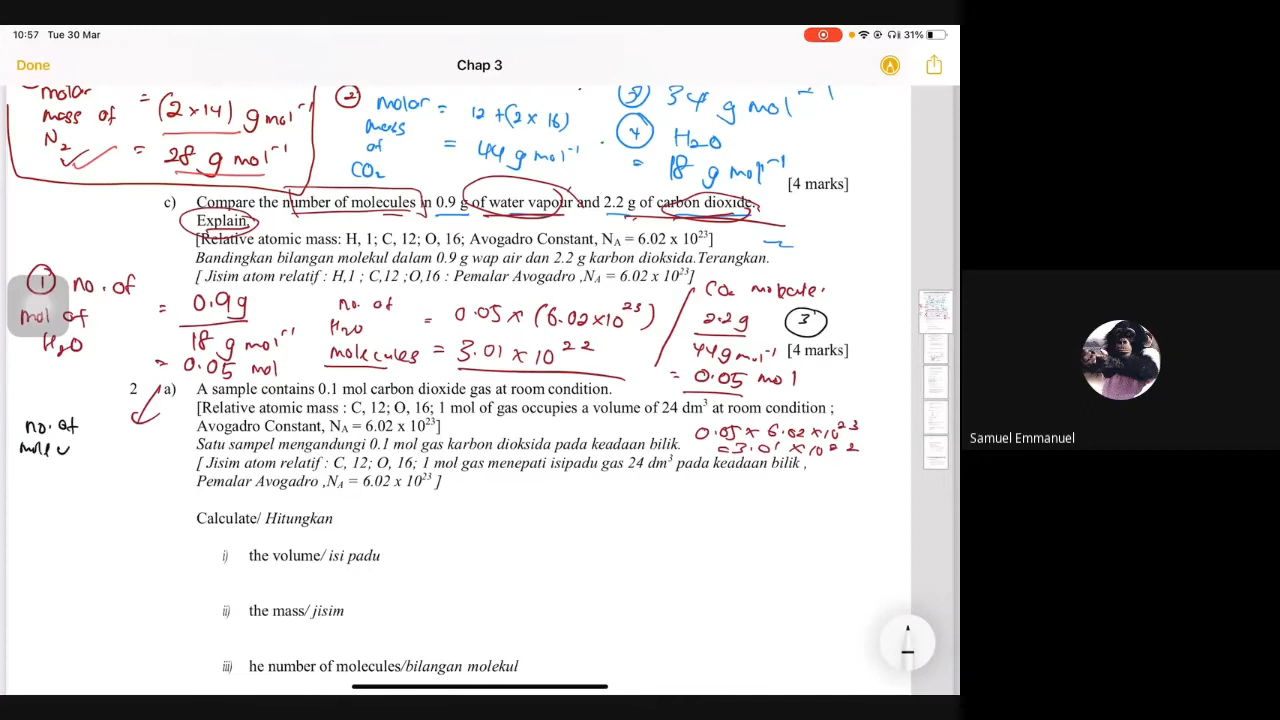 10:57 Tue 30 Mar
31%
Done
Chap 3
molar
mass of
N2
= (2 x 14) g mol-1
= 28 g mol-1
2
molar
mass
of
CO2
= 12 + (2 x 16)
= 44 g mol-1
34 g mol-1
4 H2O
= 18 g mol-1
[4 marks]
c) Compare the number of molecules in 0.9 g of water vapour and 2.2 g of carbon dioxide.
Explain.
[Relative atomic mass: H, 1; C, 12; O, 16; Avogadro Constant, NA = 6.02 x 10²³]
Bandingkan bilangan molekul dalam 0.9 g wap air dan 2.2 g karbon dioksida.Terangkan.
[ Jisim atom relatif : H,1 ; C,12 ;O,16 : Pemalar Avogadro ,NA = 6.02 x 10²³ ]
1 no. of
mol of
H2O
= 0.9g
18 g mol-1
= 0.05 mol
no. of
H2O
molecules
= 0.05 x (6.02 x 10²³)
= 3.01 x 10²²
CO2 molecule.
2.2g
44 g mol-1
= 0.05 mol
3
[4 marks]
0.05 x 6.02 x 10²³
= 3.01 x 10²²
no. of
2 a) A sample contains 0.1 mol carbon dioxide gas at room condition.
[Relative atomic mass : C, 12; O, 16; 1 mol of gas occupies a volume of 24 dm³ at room condition ;
Avogadro Constant, NA = 6.02 x 10²³]
Satu sampel mengandungi 0.1 mol gas karbon dioksida pada keadaan bilik.
[ Jisim atom relatif : C, 12; O, 16; 1 mol gas menepati isipadu gas 24 dm³ pada keadaan bilik ,
Pemalar Avogadro ,NA = 6.02 x 10²³ ]
Calculate/ Hitungkan
i) the volume/ isi padu
ii) the mass/ jisim
iii) he number of molecules/bilangan molekul
Samuel Emmanuel